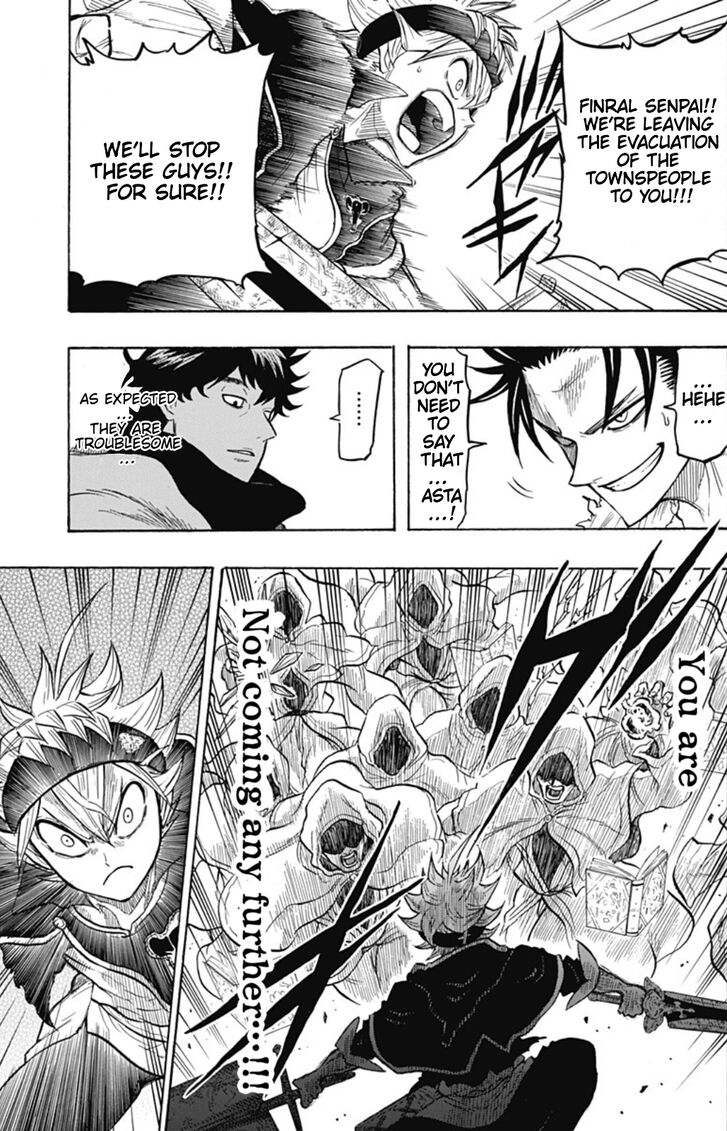 FINRAL SENPAI!!
WE'RE LEAVING
THE EVACUATION
OF THE
TOWNSPEOPLE
TO YOU!!!
WE'LL STOP
THESE GUYS!!
FOR SURE!!
...
HEHE
...
YOU
DON'T
NEED
TO
SAY
THAT
...
ASTA
...!
......
AS EXPECTED
...
THEY ARE
TROUBLESOME
...
You are
Not coming any further...!!!